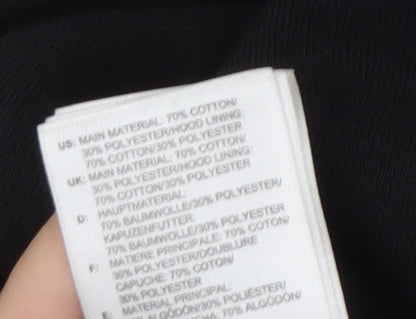 US: MAIN MATERIAL: 70% COTTON/
30% POLYESTER/HOOD LINING:
70% COTTON/30% POLYESTER
UK: MAIN MATERIAL: 70% COTTON/
30% POLYESTER/HOOD LINING:
70% COTTON/30% POLYESTER
D: HAUPTMATERIAL:
70% BAUMWOLLE/30% POLYESTER/
KAPUZENFUTTER:
70% BAUMWOLLE/30% POLYESTER
F: MATIERE PRINCIPALE: 70% COTON/
30% POLYESTER/DOUBLURE
CAPUCHE: 70% COTON/
30% POLYESTER
E: MATERIAL PRINCIPAL:
ALGODÓN/30% POLIÉSTER/
70% ALGODÓN/